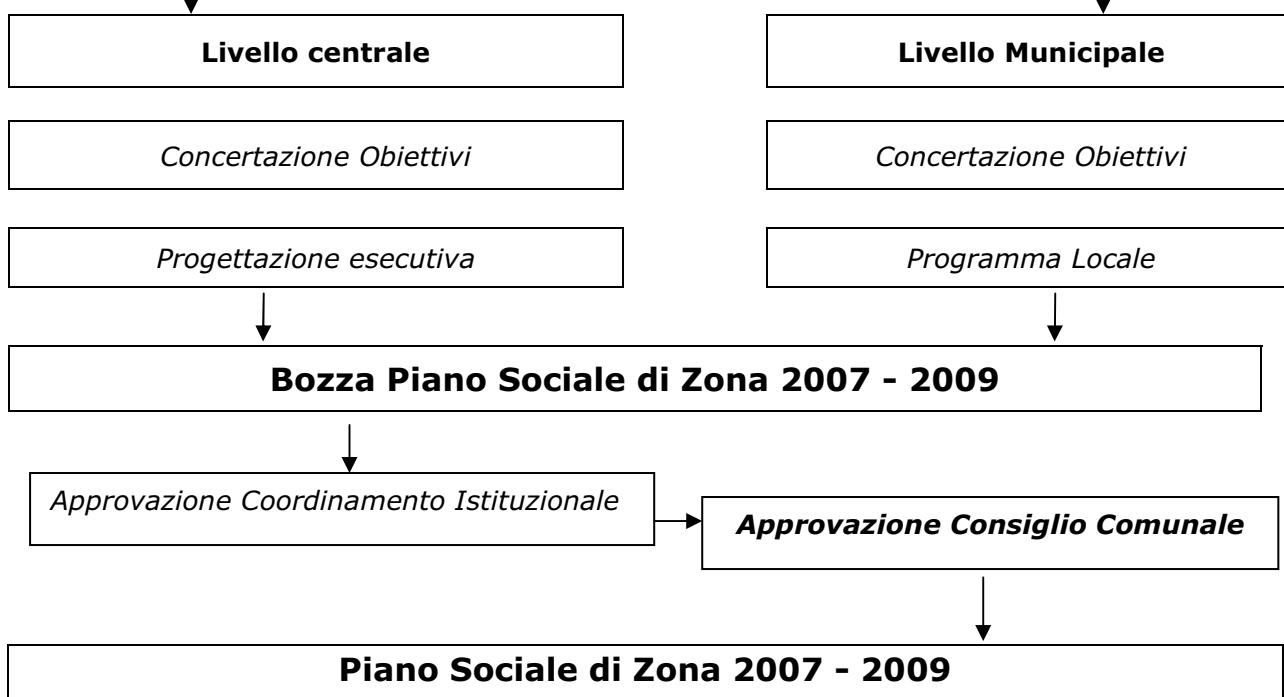 Livello centrale
Livello Municipale
Concertazione Obiettivi
Concertazione Obiettivi
Progettazione esecutiva
Programma Locale
Bozza Piano Sociale di Zona 2007 - 2009
Approvazione Coordinamento Istituzionale
Approvazione Consiglio Comunale
Piano Sociale di Zona 2007 - 2009